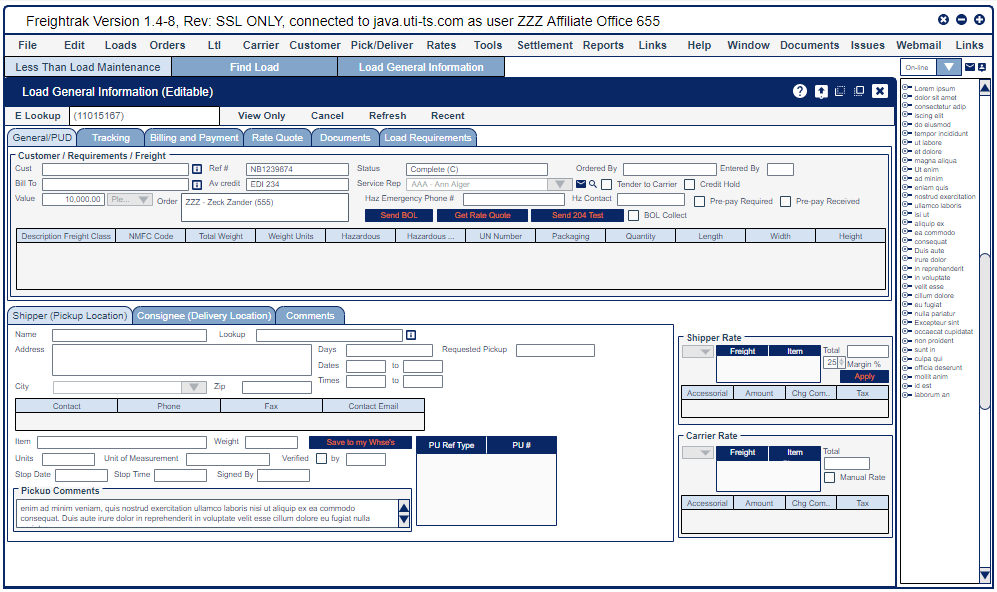 Freightrak Version 1.4-8, Rev: SSL ONLY, connected to java.uti-ts.com as user ZZZ Affiliate Office 655
File Edit Loads Orders Ltl Carrier Customer Pick/Deliver Rates Tools Settlement Reports Links Help Window Documents Issues Webmail Links
Less Than Load Maintenance Find Load Load General Information
On-line
Load General Information (Editable)
E Lookup (11015167) View Only Cancel Refresh Recent
General/PUD Tracking Billing and Payment Rate Quote Documents Load Requirements
Customer / Requirements / Freight
Cust Ref # NB1239874 Status Complete (C) Ordered By Entered By
Bill To Av credit EDI 234 Service Rep AAA - Ann Alger Tender to Carrier Credit Hold
Value 10,000.00 Ple... Order ZZZ - Zeck Zander (555) Haz Emergency Phone # Hz Contact Pre-pay Required Pre-pay Received
Send BOL Get Rate Quote Send 204 Test BOL Collect
Description Freight Class NMFC Code Total Weight Weight Units Hazardous Hazardous ... UN Number Packaging Quantity Length Width Height
Shipper (Pickup Location) Consignee (Delivery Location) Comments
Name Lookup
Address Days Requested Pickup
Dates to
Times to
City Zip
Contact Phone Fax Contact Email
Item Weight Save to my Whse's
Units Unit of Measurement Verified by
Stop Date Stop Time Signed By
PU Ref Type PU #
Pickup Comments
enim ad minim veniam, quis nostrud exercitation ullamco laboris nisi ut aliquip ex ea commodo
consequat. Duis aute irure dolor in reprehenderit in voluptate velit esse cillum dolore eu fugiat nulla
Shipper Rate
Freight Item Total
25 Margin %
Apply
Accessorial Amount Chg Com... Tax
Carrier Rate
Freight Item Total
Manual Rate
Accessorial Amount Chg Com.. Tax
Lorem ipsum
dolor sit amet
consectetur adip
iscing elit
do eiusmod
tempor incididunt
ut labore
et dolore
magna aliqua
Ut enim
ad minim
eniam quis
nostrud exercitation
ullamco laboris
isi ut
aliquip ex
ea commodo
consequat
Duis aute
irure dolor
in reprehenderit
in voluptate
velit esse
cillum dolore
eu fugiat
nulla pariatur
Excepteur sint
occaecat cupidatat
non proident
sunt in
culpa qui
officia deserunt
mollit anim
id est
laborum an